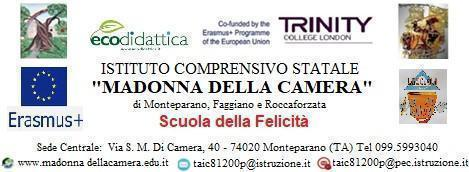 ecodidattica
Co-funded by the
Erasmus+ Programme
of the European Union
TRINITY
COLLEGE LONDON
ISTITUTO COMPRENSIVO STATALE
"MADONNA DELLA CAMERA"
di Monteparano, Faggiano e Roccaforzata
Erasmus+
Scuola della Felicità
Sede Centrale: Via S. M. Di Camera, 40 - 74020 Monteparano (TA) Tel 099.5993040
www.madonna dellacamera.edu.it taic81200p@istruzione.it taic81200p@pec.istruzione.it